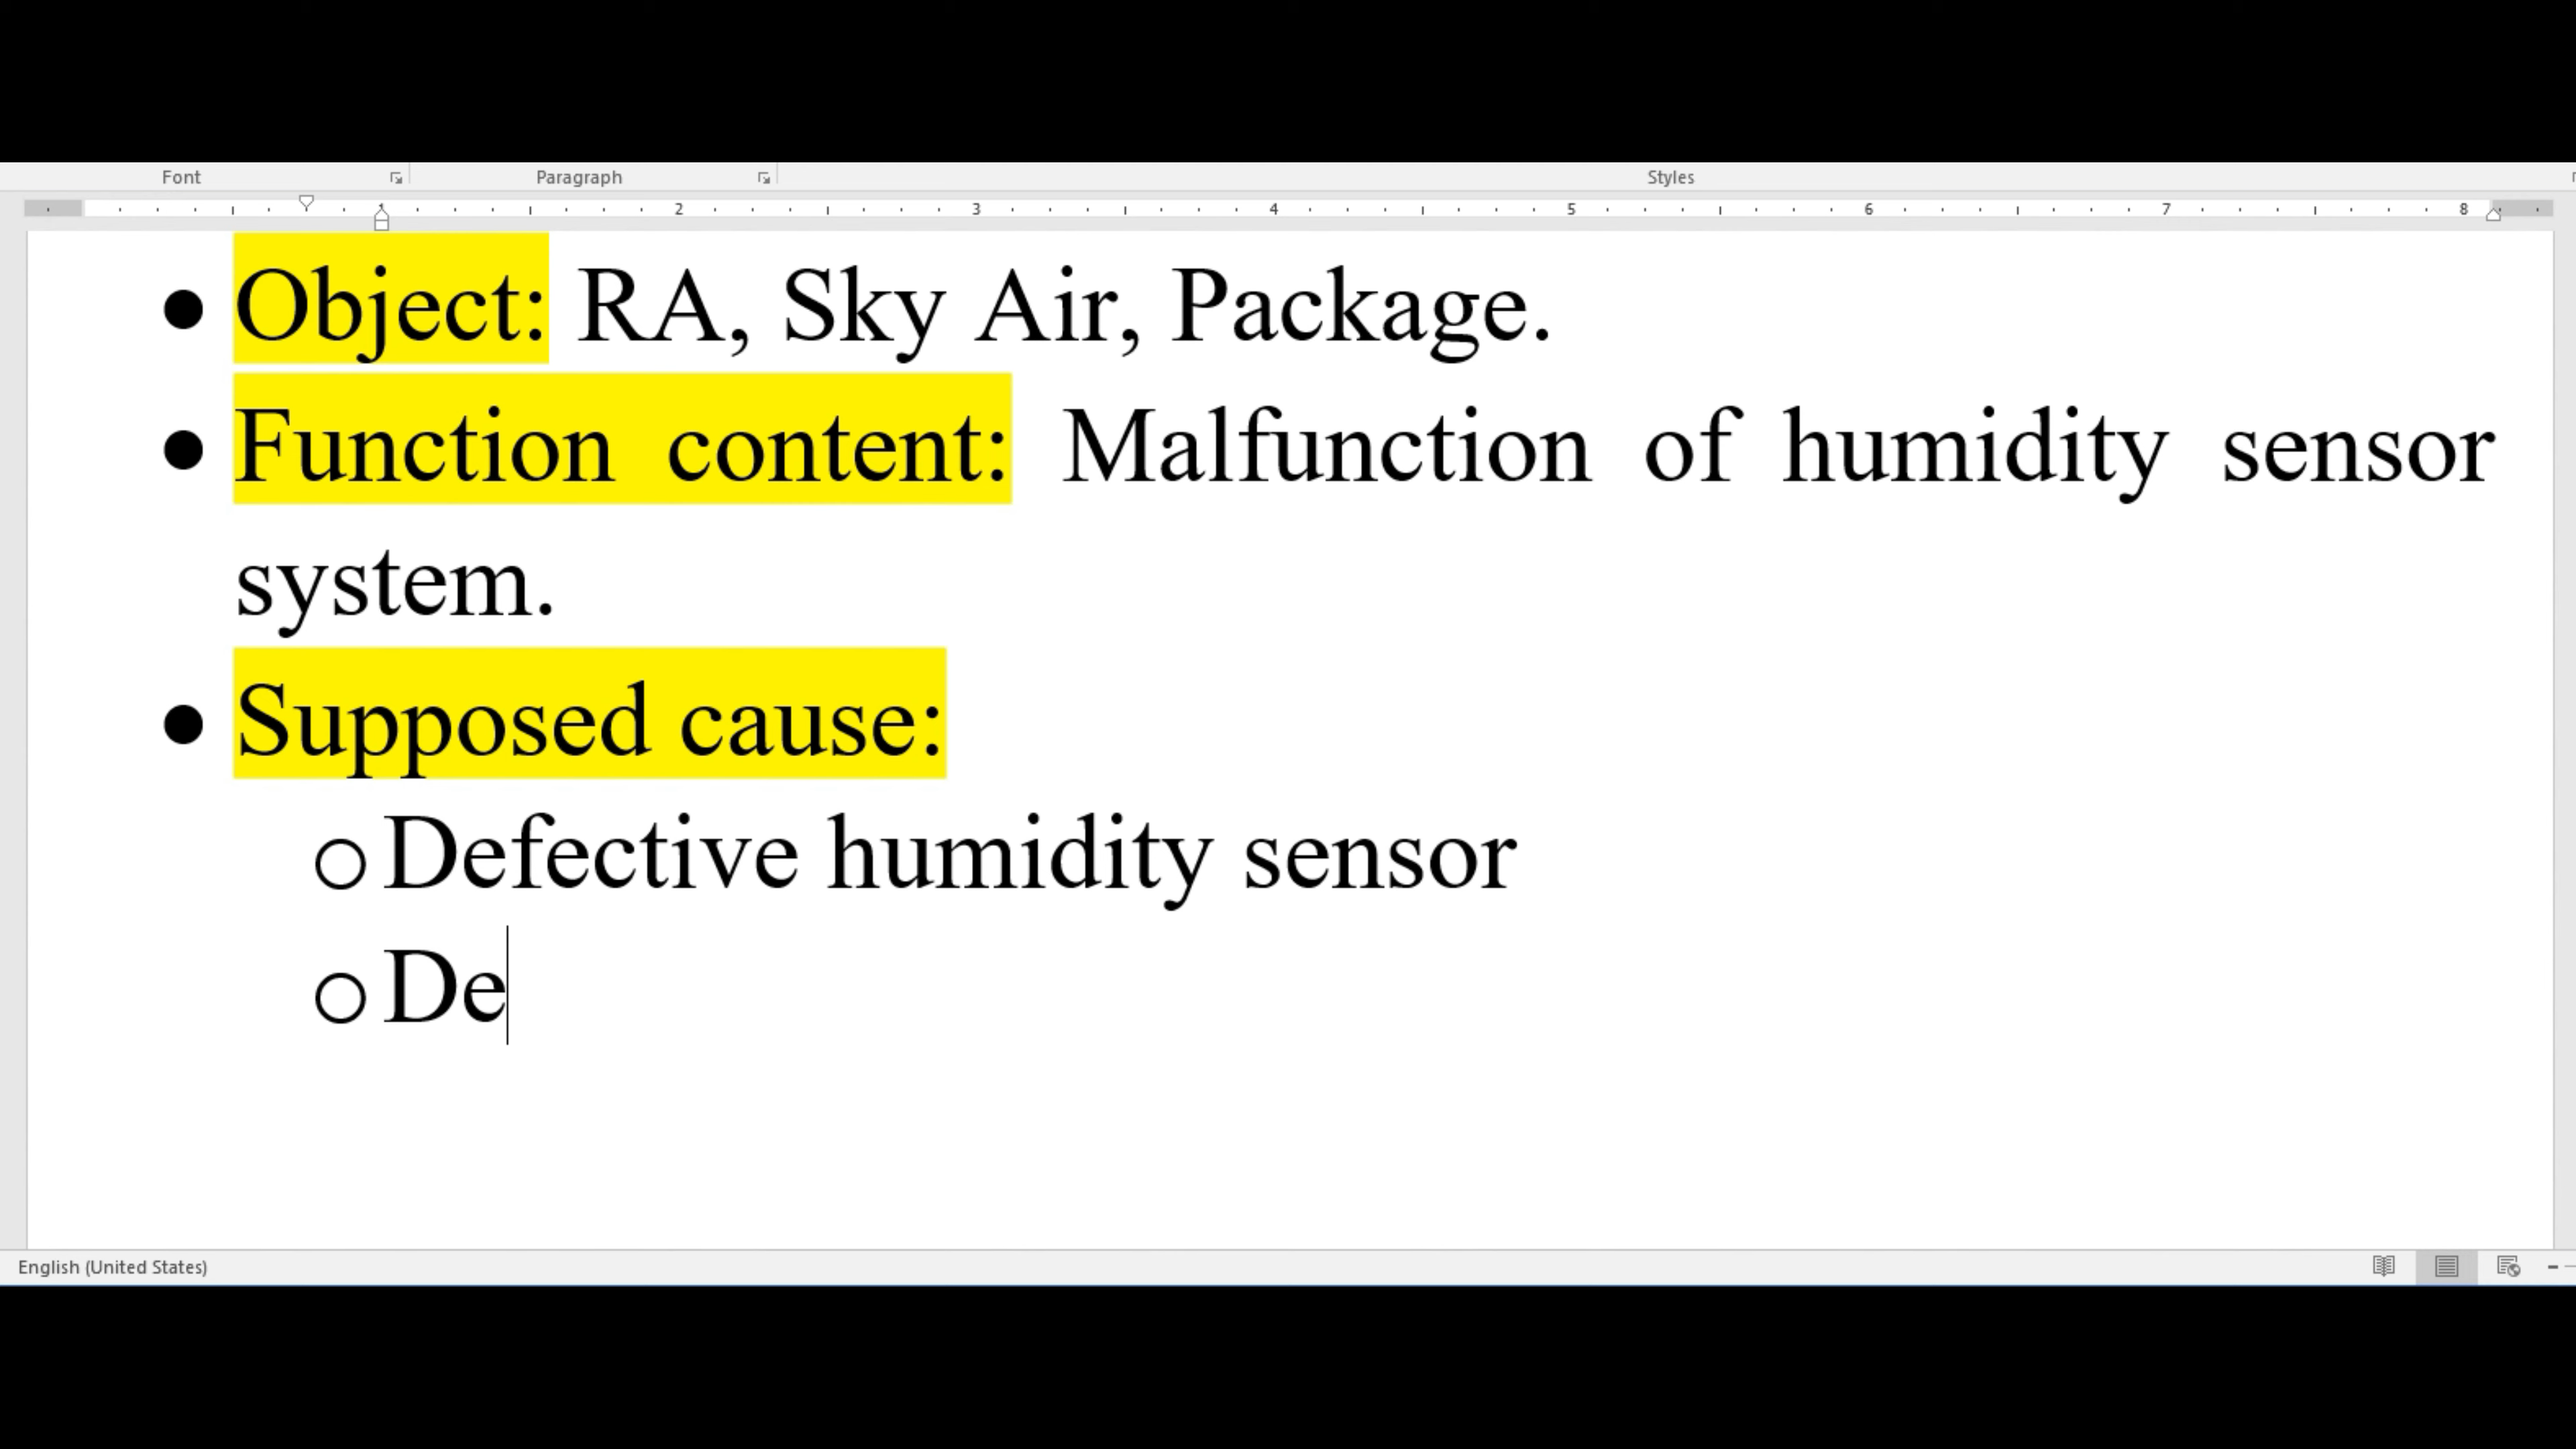 Font Paragraph Styles
1 2 3 4 5 6 7 8
● Object: RA, Sky Air, Package.
● Function content: Malfunction of humidity sensor
system.
● Supposed cause:
○ Defective humidity sensor
○ De
English (United States)